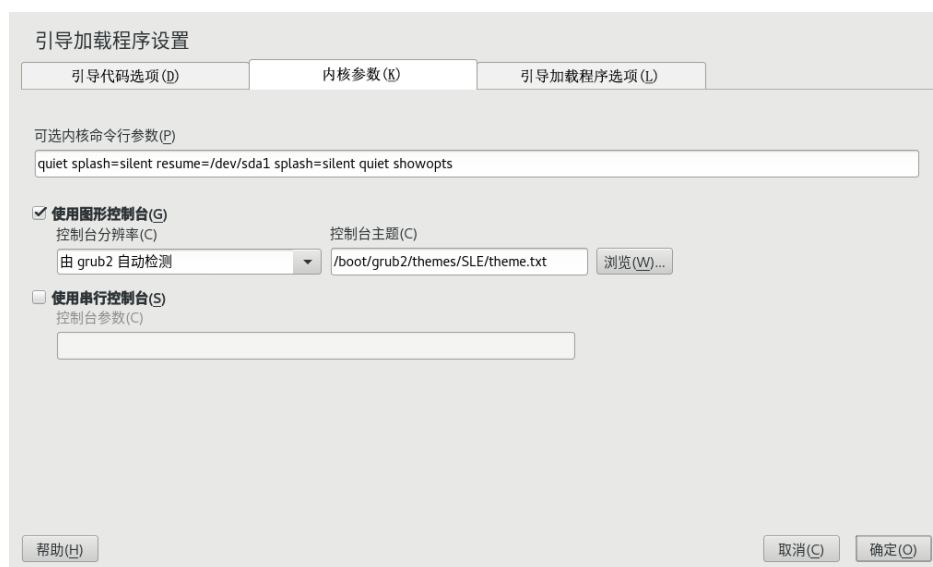 引导加载程序设置
引导代码选项(D) 内核参数(K) 引导加载程序选项(L)
可选内核命令行参数(P)
quiet splash=silent resume=/dev/sda1 splash=silent quiet showopts
使用图形控制台(G)
控制台分辨率(C) 控制台主题(C)
由 grub2 自动检测 /boot/grub2/themes/SLE/theme.txt 浏览(W)...
使用串行控制台(S)
控制台参数(C)
帮助(H) 取消(C) 确定(O)